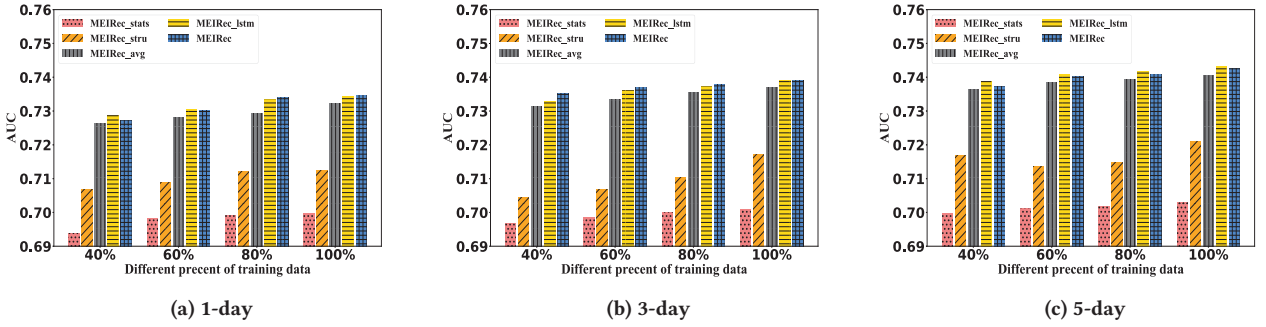 0.76
0.75
0.74
0.73
0.72
0.71
0.70
0.69
AUC
MEIRec_stats
MEIRec_stru
MEIRec_avg
MEIRec_lstm
MEIRec
40% 60% 80% 100%
Different precent of training data
(a) 1-day
0.76
0.75
0.74
0.73
0.72
0.71
0.70
0.69
AUC
MEIRec_stats
MEIRec_stru
MEIRec_avg
MEIRec_lstm
MEIRec
40% 60% 80% 100%
Different precent of training data
(b) 3-day
0.76
0.75
0.74
0.73
0.72
0.71
0.70
0.69
AUC
MEIRec_stats
MEIRec_stru
MEIRec_avg
MEIRec_lstm
MEIRec
40% 60% 80% 100%
Different precent of training data
(c) 5-day